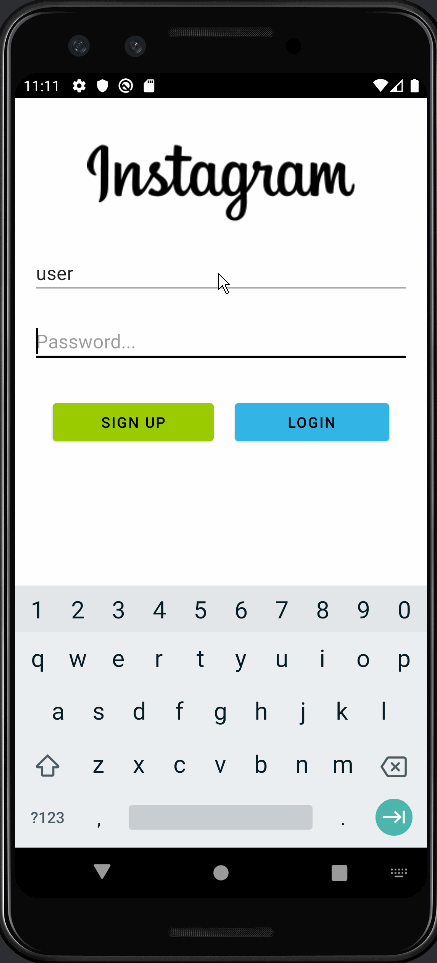 11:11
Instagram
user
Password...
SIGN UP LOGIN
1 2 3 4 5 6 7 8 9 0
q w e r t y u i o p
a s d f g h j k l
z x c v b n m
?123 , .